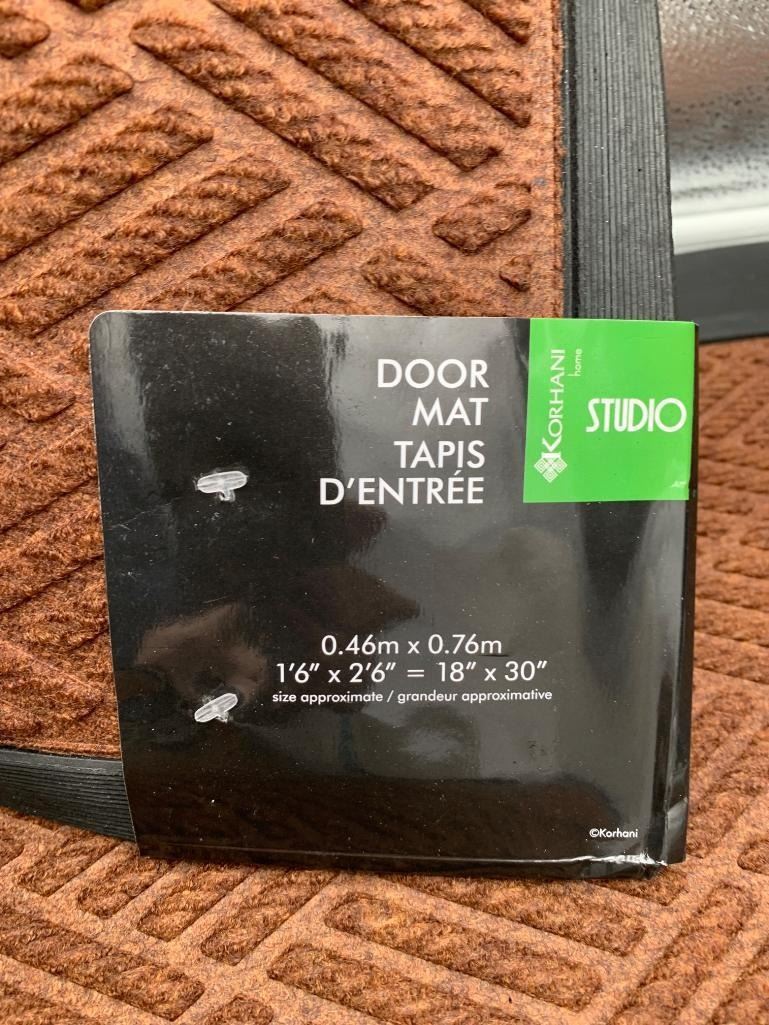 DOOR
MAT
TAPIS
D'ENTRÉE
KORHANI
home
STUDIO
0.46m x 0.76m
1'6" x 2'6" = 18" x 30"
size approximate / grandeur approximative
©Korhani